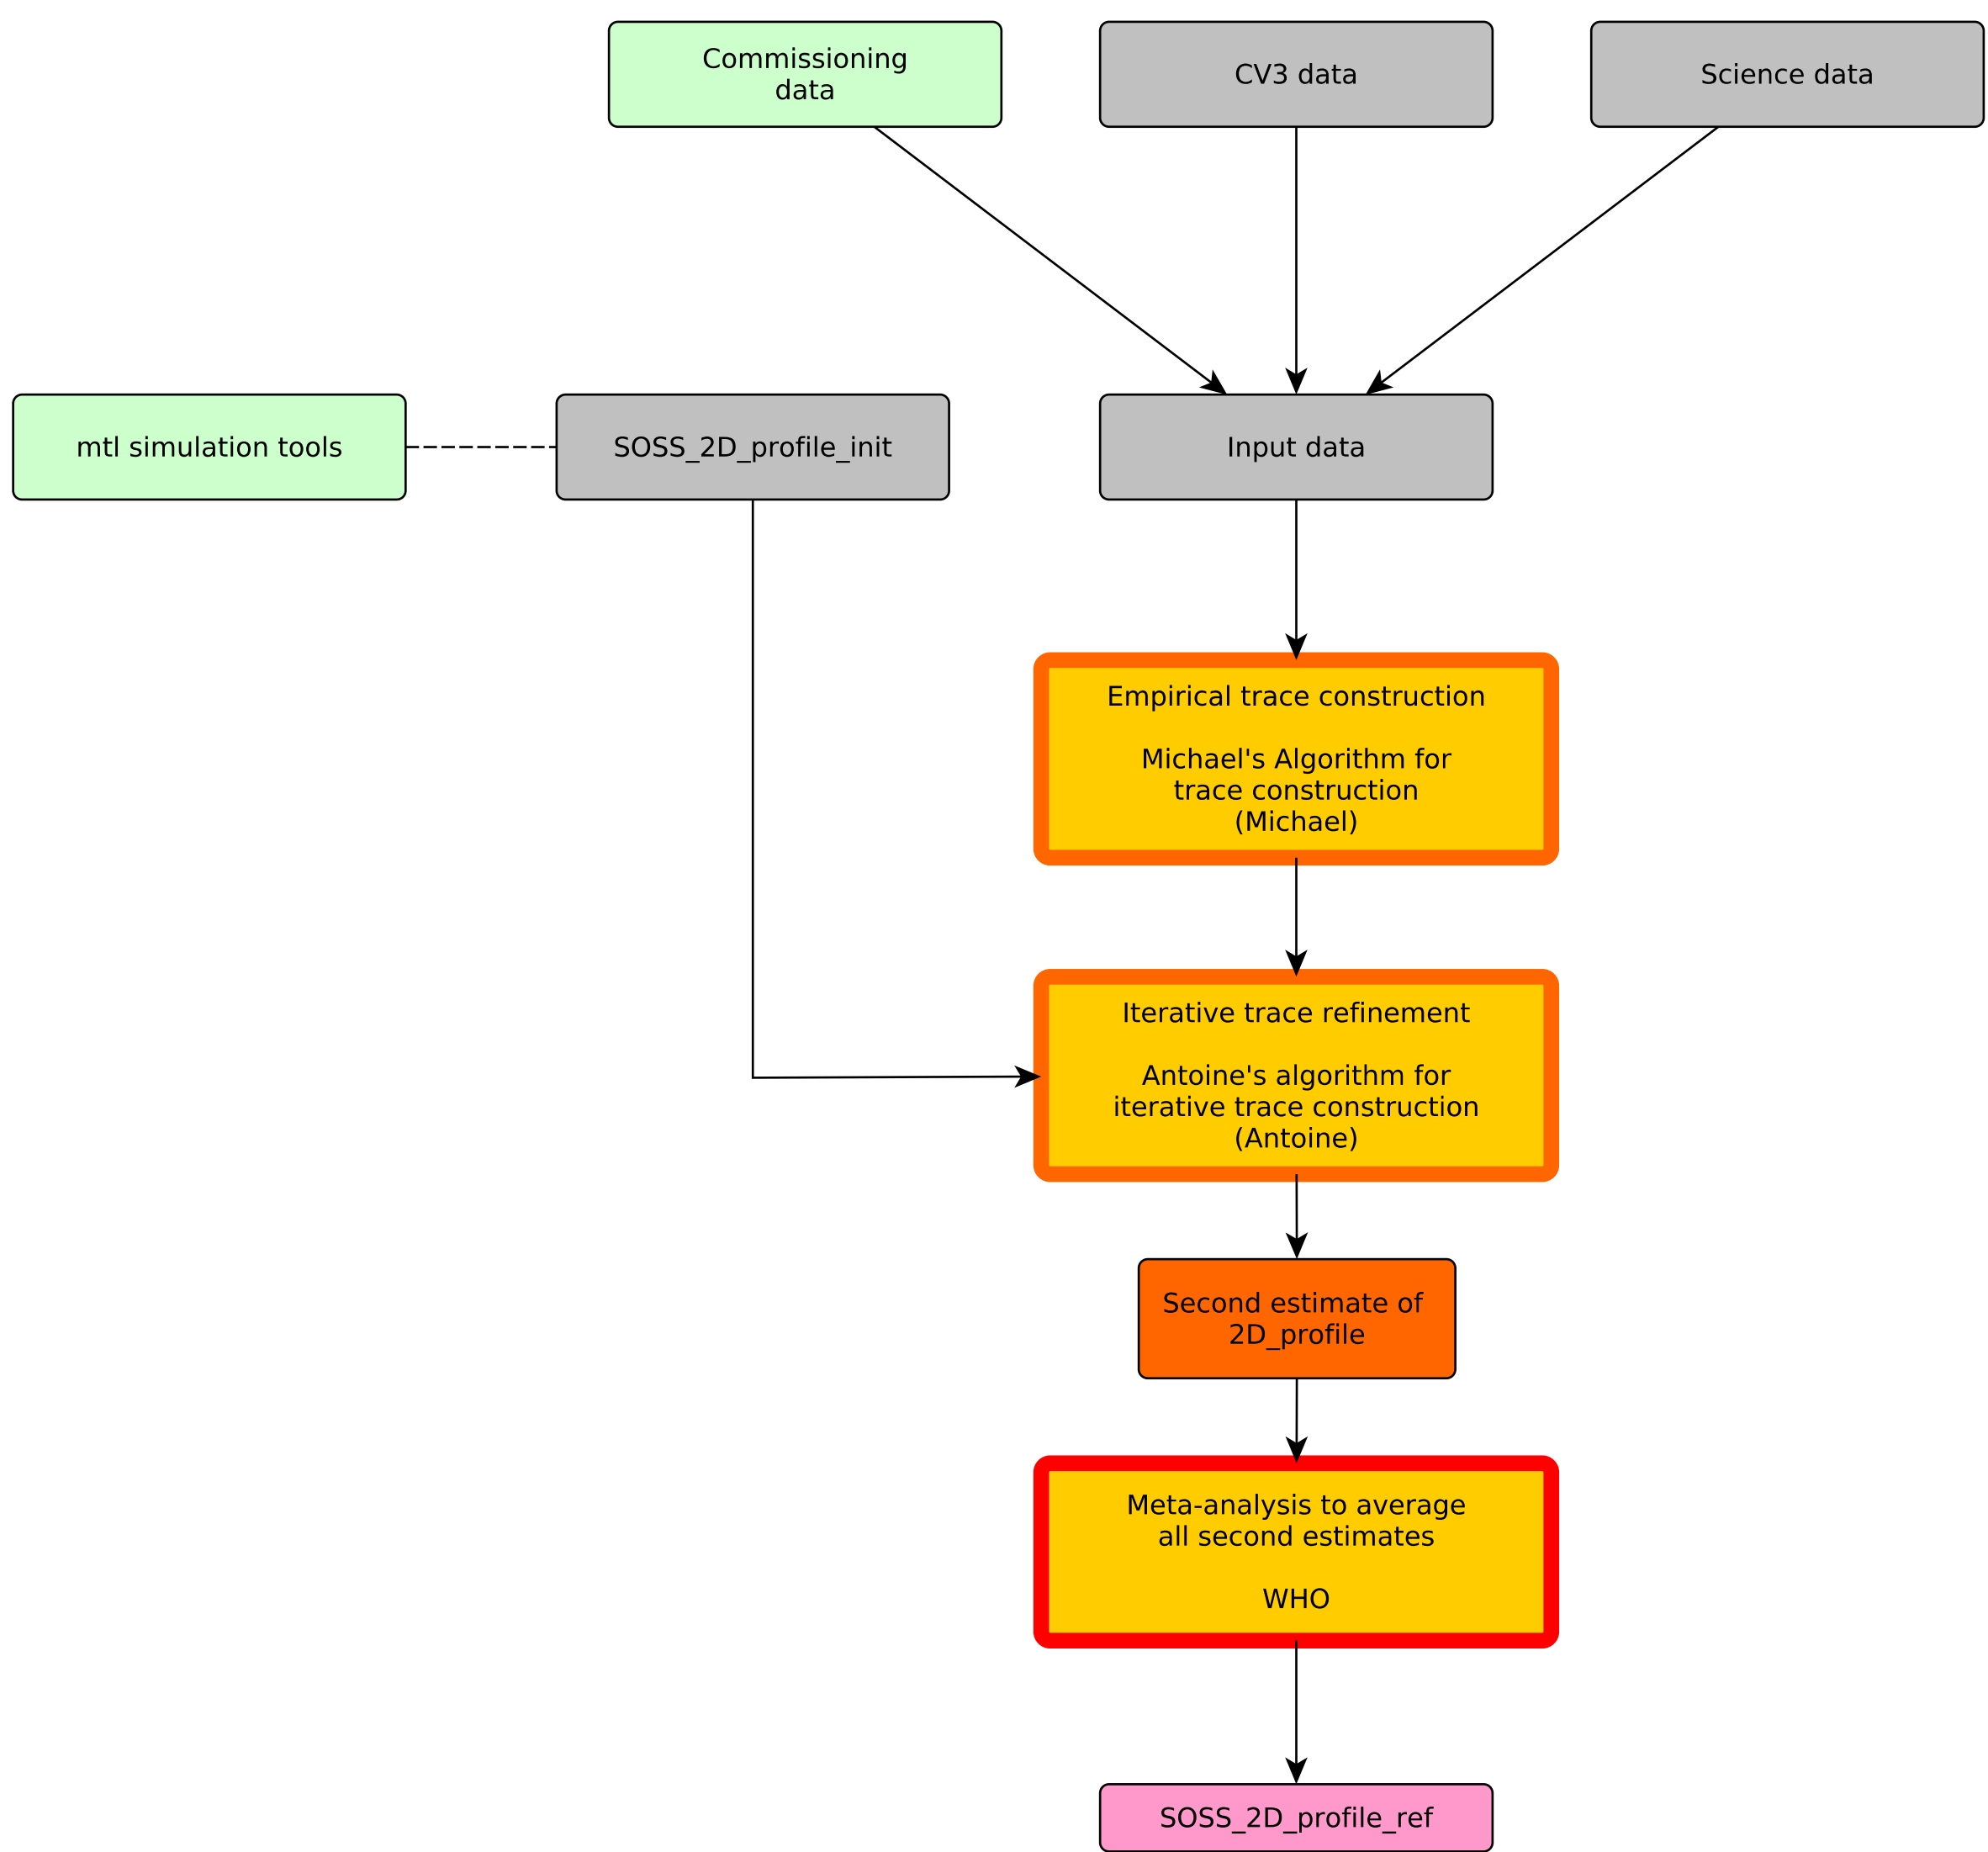 Commissioning
data
CV3 data
Science data
mtl simulation tools
SOSS_2D_profile_init
Input data
Empirical trace construction
Michael's Algorithm for
trace construction
(Michael)
Iterative trace refinement
Antoine's algorithm for
iterative trace construction
(Antoine)
Second estimate of
2D_profile
Meta-analysis to average
all second estimates
WHO
SOSS_2D_profile_ref